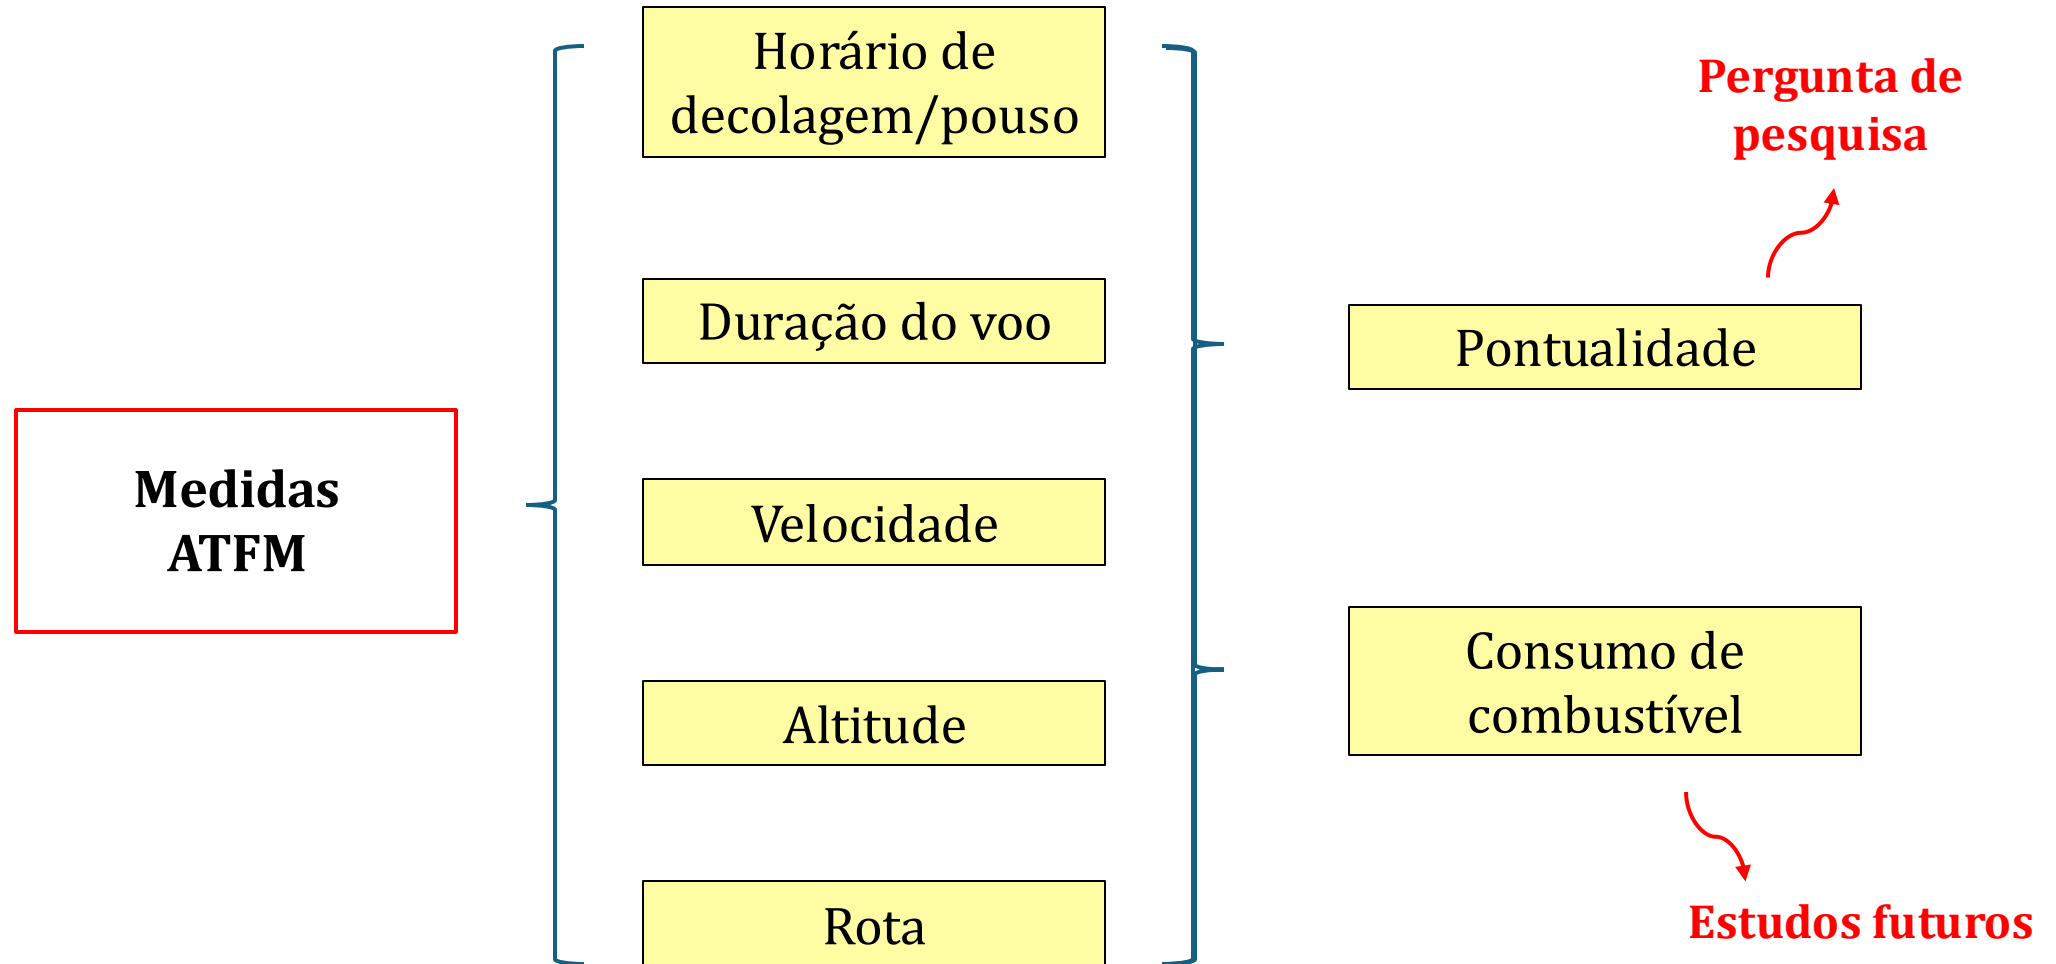 Medidas
ATFM
Horário de
decolagem/pouso
Duração do voo
Velocidade
Altitude
Rota
Pergunta de
pesquisa
Pontualidade
Consumo de
combustível
Estudos futuros